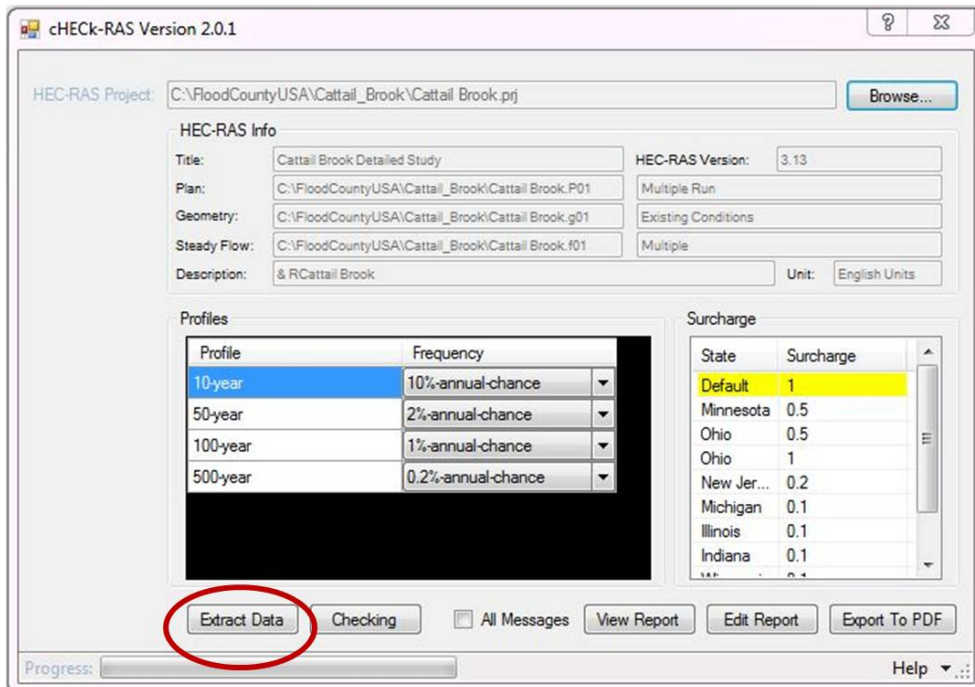 cHECk-RAS Version 2.0.1
HEC-RAS Project: C:\FloodCountyUSA\Cattail_Brook\Cattail Brook.prj Browse...
HEC-RAS Info
Title: Cattail Brook Detailed Study HEC-RAS Version: 3.13
Plan: C:\FloodCountyUSA\Cattail_Brook\Cattail Brook.P01 Multiple Run
Geometry: C:\FloodCountyUSA\Cattail_Brook\Cattail Brook.g01 Existing Conditions
Steady Flow: C:\FloodCountyUSA\Cattail_Brook\Cattail Brook.f01 Multiple
Description: & RCattail Brook Unit: English Units
Profiles Surcharge
Profile Frequency State Surcharge
10-year 10%-annual-chance Default 1
50-year 2%-annual-chance Minnesota 0.5
100-year 1%-annual-chance Ohio 0.5
Ohio 1
500-year 0.2%-annual-chance New Jer... 0.2
Michigan 0.1
Illinois 0.1
Indiana 0.1
Extract Data Checking All Messages View Report Edit Report Export To PDF
Progress: Help